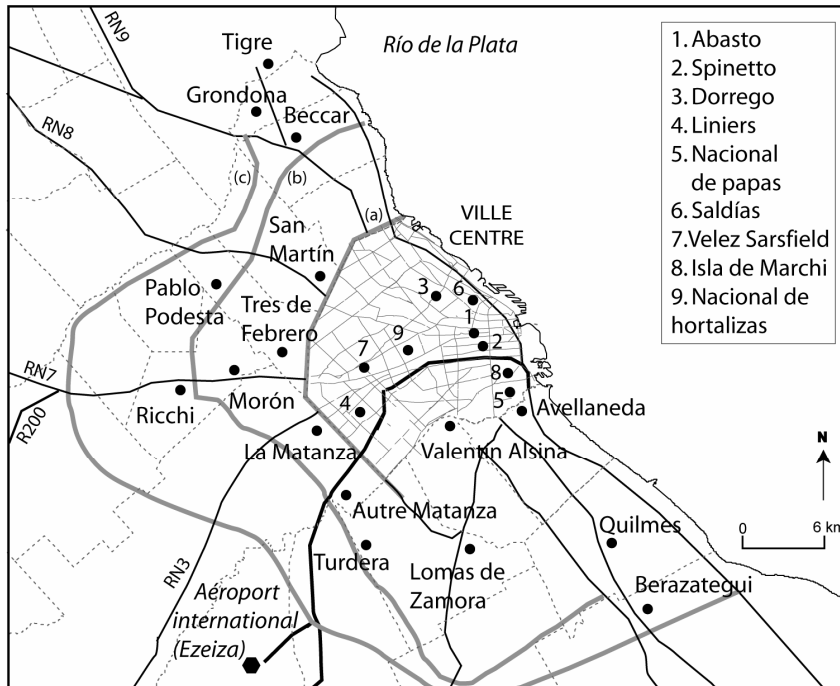 RN9
Tigre
Río de la Plata
Grondona
Beccar
RN8
(c)
(b)
(a)
San
Martín
VILLE
CENTRE
Pablo
Podesta
Tres de
Febrero
3
6
1
2
9
7
8
5
4
RN7
R200
Ricchi
Morón
Avellaneda
La Matanza
Valentin Alsina
Autre Matanza
RN3
Turdera
Lomas de
Zamora
Quilmes
Berazategui
Aéroport
international
(Ezeiza)
1. Abasto
2. Spinetto
3. Dorrego
4. Liniers
5. Nacional
de papas
6. Saldías
7. Velez Sarsfield
8. Isla de Marchi
9. Nacional de
hortalizas
N
0 6 km